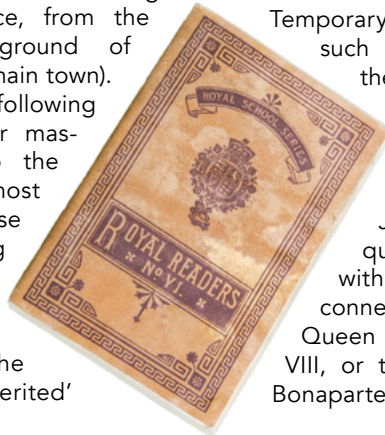 ce, from the
ground of
main town).
following
r mas-
the
most
se
g
he
erited'
ROYAL SCHOOL SERIES
ROYAL READERS
No VI.
Temporary
such
the
J
qu
with
conne
Queen
VIII, or t
Bonaparte